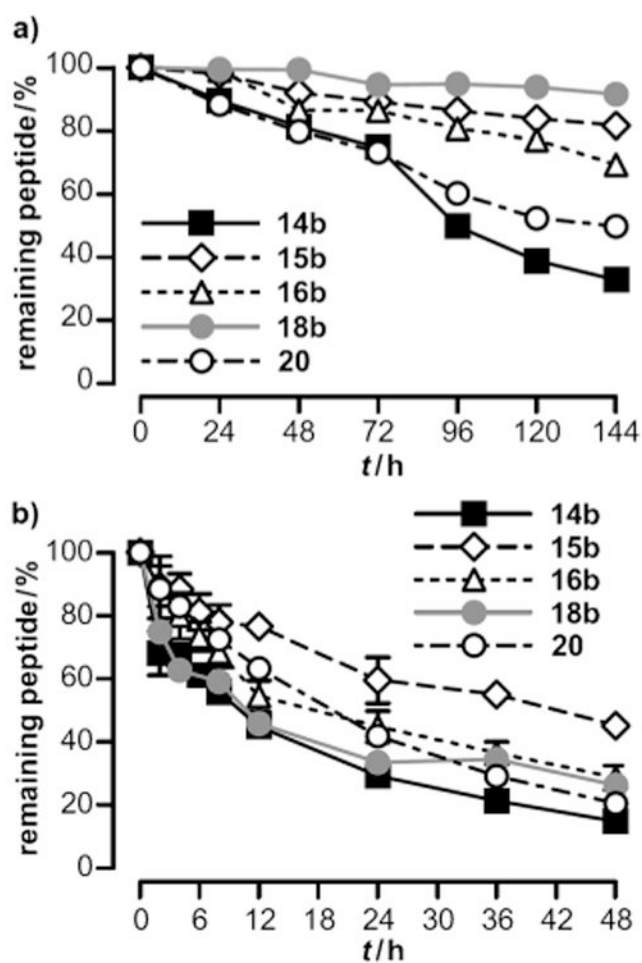 a)
remaining peptide/%
100
80
60
40
20
0
14b
15b
16b
18b
20
0 24 48 72 96 120 144
t/h
b)
remaining peptide/%
100
80
60
40
20
0
14b
15b
16b
18b
20
0 6 12 18 24 30 36 42 48
t/h